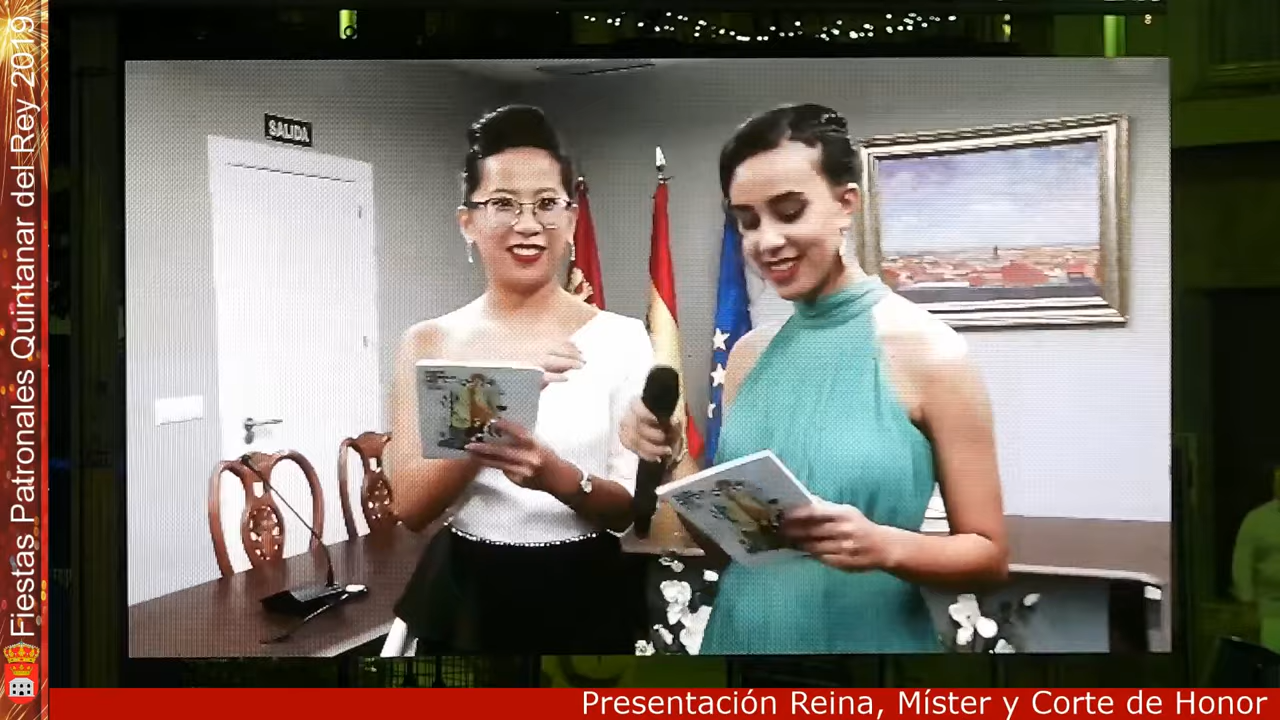 Fiestas Patronales Quintanar del Rey 2019
SALIDA
Presentación Reina, Míster y Corte de Honor